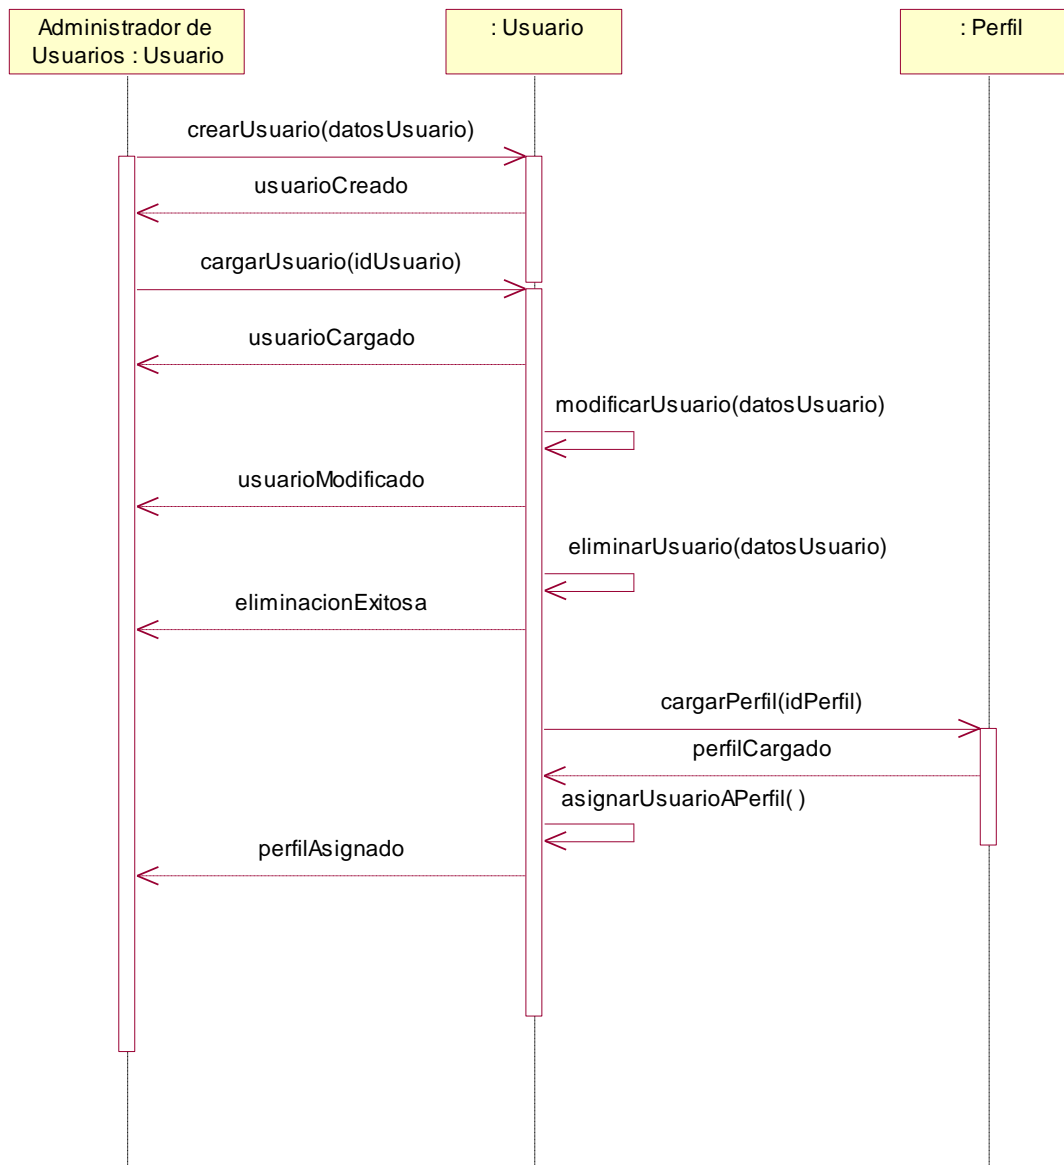 Administrador de
Usuarios : Usuario
: Usuario
: Perfil
crearUsuario(datosUsuario)
usuarioCreado
cargarUsuario(idUsuario)
usuarioCargado
modificarUsuario(datosUsuario)
usuarioModificado
eliminarUsuario(datosUsuario)
eliminacionExitosa
cargarPerfil(idPerfil)
perfilCargado
asignarUsuarioAPerfil( )
perfilAsignado